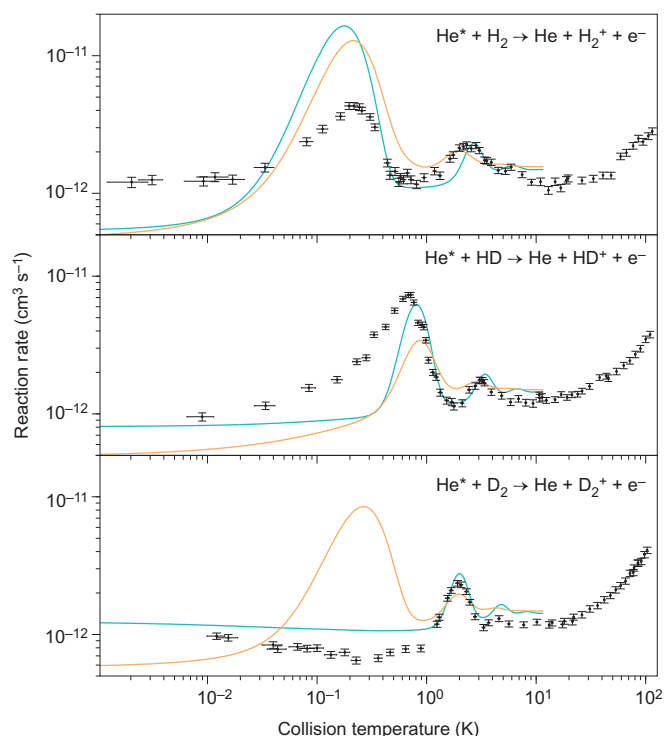 He* + H₂ → He + H₂⁺ + e⁻
10⁻¹¹
10⁻¹²
He* + HD → He + HD⁺ + e⁻
10⁻¹¹
10⁻¹²
Reaction rate (cm³ s⁻¹)
He* + D₂ → He + D₂⁺ + e⁻
10⁻¹¹
10⁻¹²
10⁻² 10⁻¹ 10⁰ 10¹ 10²
Collision temperature (K)